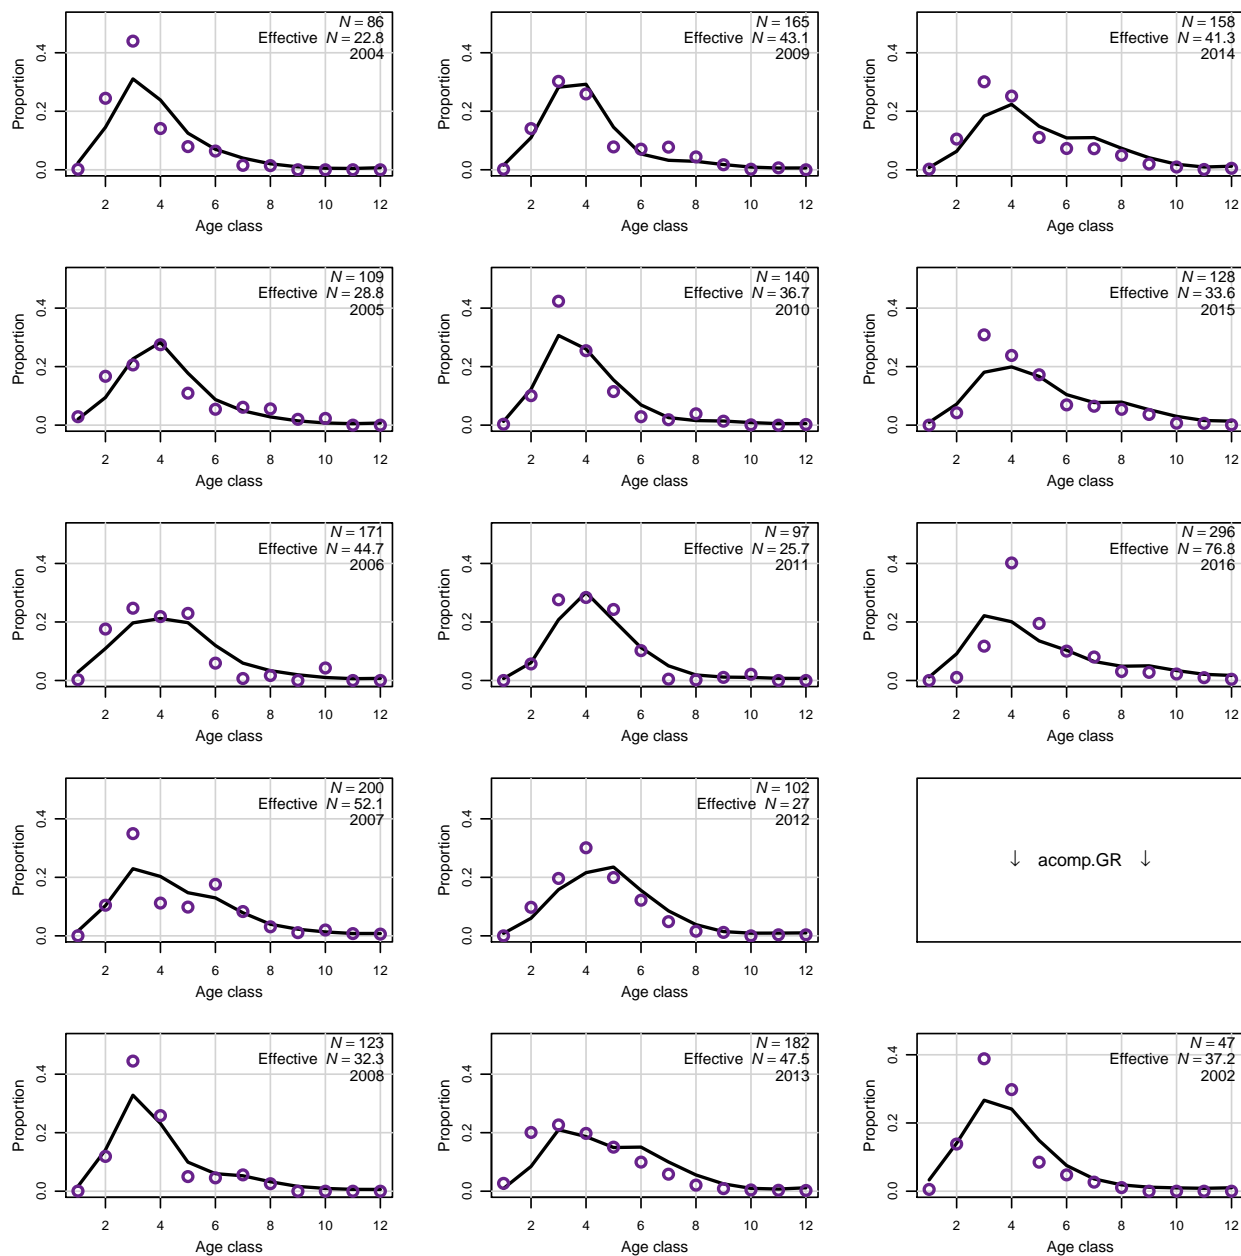 N = 86
Effective N = 22.8
2004
Proportion
0.0 0.2 0.4
2 4 6 8 10 12
Age class
N = 165
Effective N = 43.1
2009
Proportion
0.0 0.2 0.4
2 4 6 8 10 12
Age class
N = 158
Effective N = 41.3
2014
Proportion
0.0 0.2 0.4
2 4 6 8 10 12
Age class
N = 109
Effective N = 28.8
2005
Proportion
0.0 0.2 0.4
2 4 6 8 10 12
Age class
N = 140
Effective N = 36.7
2010
Proportion
0.0 0.2 0.4
2 4 6 8 10 12
Age class
N = 128
Effective N = 33.6
2015
Proportion
0.0 0.2 0.4
2 4 6 8 10 12
Age class
N = 171
Effective N = 44.7
2006
Proportion
0.0 0.2 0.4
2 4 6 8 10 12
Age class
N = 97
Effective N = 25.7
2011
Proportion
0.0 0.2 0.4
2 4 6 8 10 12
Age class
N = 296
Effective N = 76.8
2016
Proportion
0.0 0.2 0.4
2 4 6 8 10 12
Age class
N = 200
Effective N = 52.1
2007
Proportion
0.0 0.2 0.4
2 4 6 8 10 12
Age class
N = 102
Effective N = 27
2012
Proportion
0.0 0.2 0.4
2 4 6 8 10 12
Age class
↓ acomp.GR ↓
N = 123
Effective N = 32.3
2008
Proportion
0.0 0.2 0.4
2 4 6 8 10 12
Age class
N = 182
Effective N = 47.5
2013
Proportion
0.0 0.2 0.4
2 4 6 8 10 12
Age class
N = 47
Effective N = 37.2
2002
Proportion
0.0 0.2 0.4
2 4 6 8 10 12
Age class